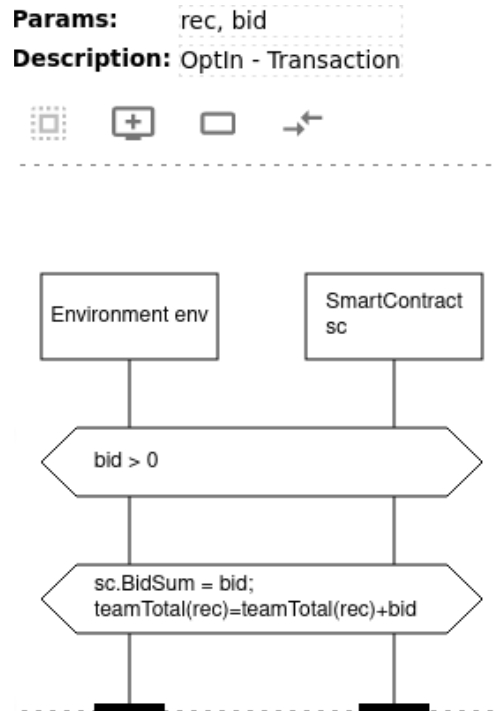 Params: rec, bid
Description: OptIn - Transaction
Environment env
SmartContract
sc
bid > 0
sc.BidSum = bid;
teamTotal(rec)=teamTotal(rec)+bid